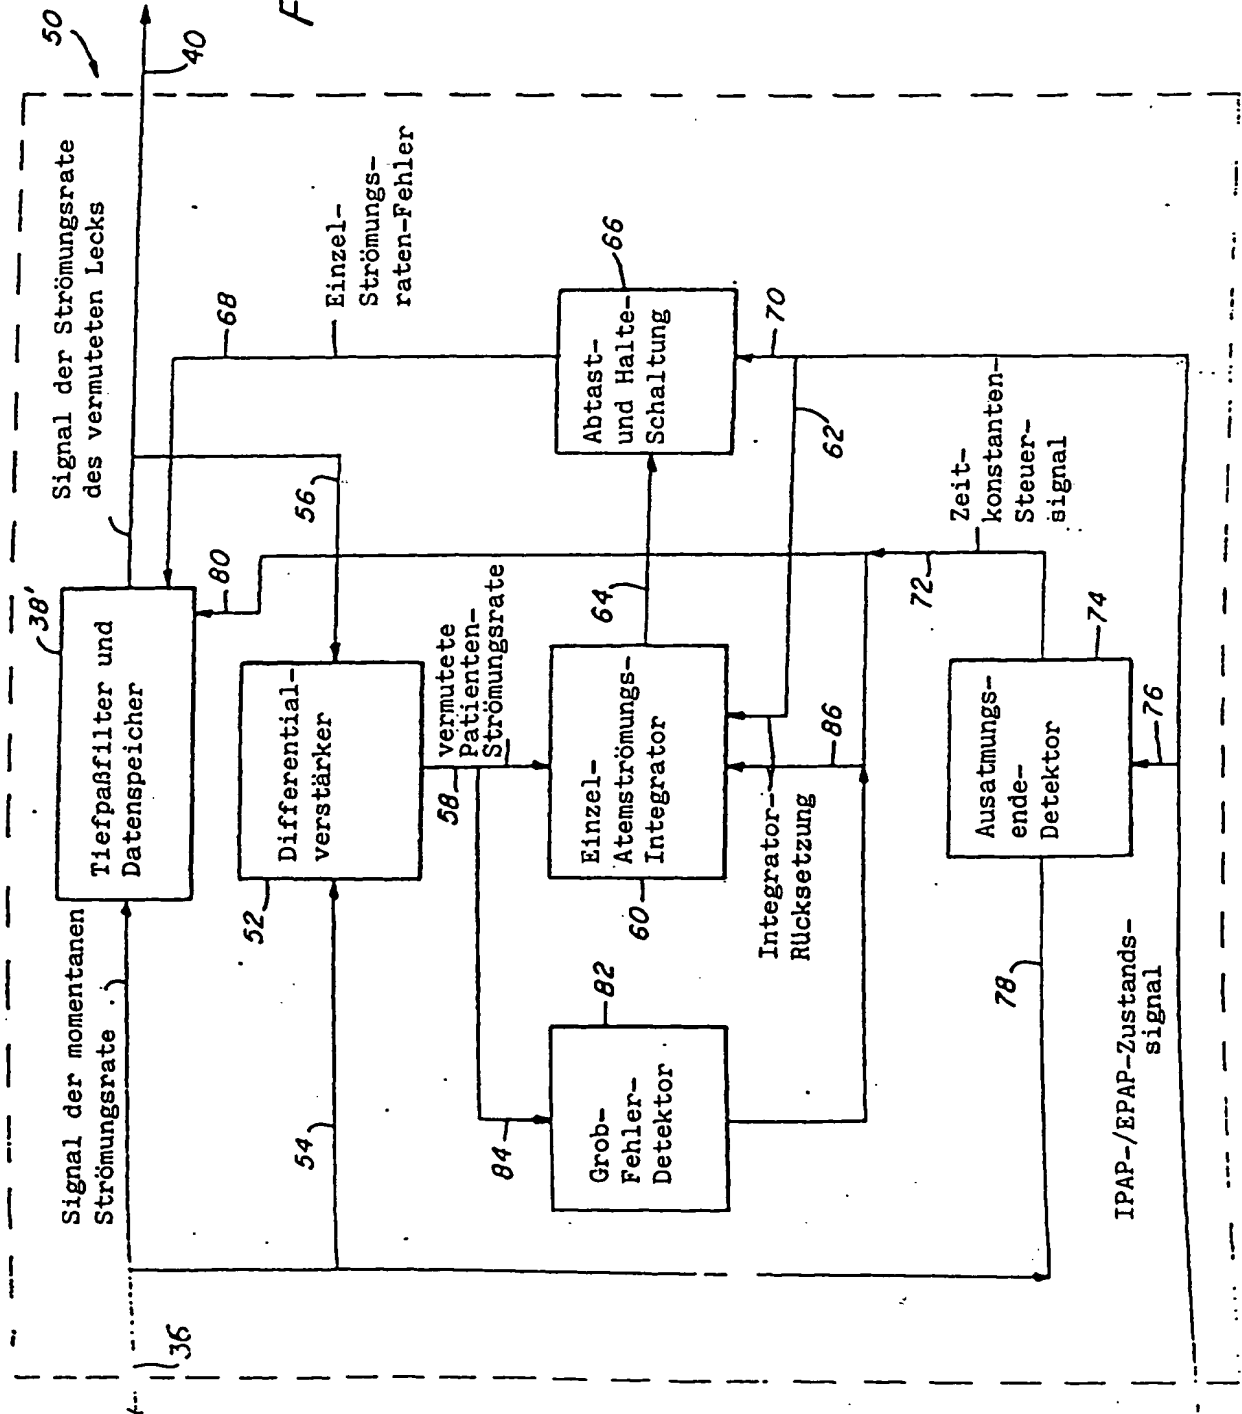 F
50
40
Signal der Strömungsrate
des vermuteten Lecks
38'
Tiefpaßfilter und
Datenspeicher
Signal der momentanen
Strömungsrate
36
68
Einzel-
Strömungs-
raten-Fehler
56
80
Differential-
verstärker
52
54
58
vermutete
Patienten-
Strömungsrate
66
Abtast-
und Halte-
Schaltung
70
62
64
Einzel-
Atemströmungs-
Integrator
60
86
Integrator-
Rücksetzung
82
84
Grob-
Fehler-
Detektor
Zeit-
konstanten-
Steuer-
signal
72
74
Ausatmungs-
ende-
Detektor
76
78
IPAP-/EPAP-Zustands-
signal